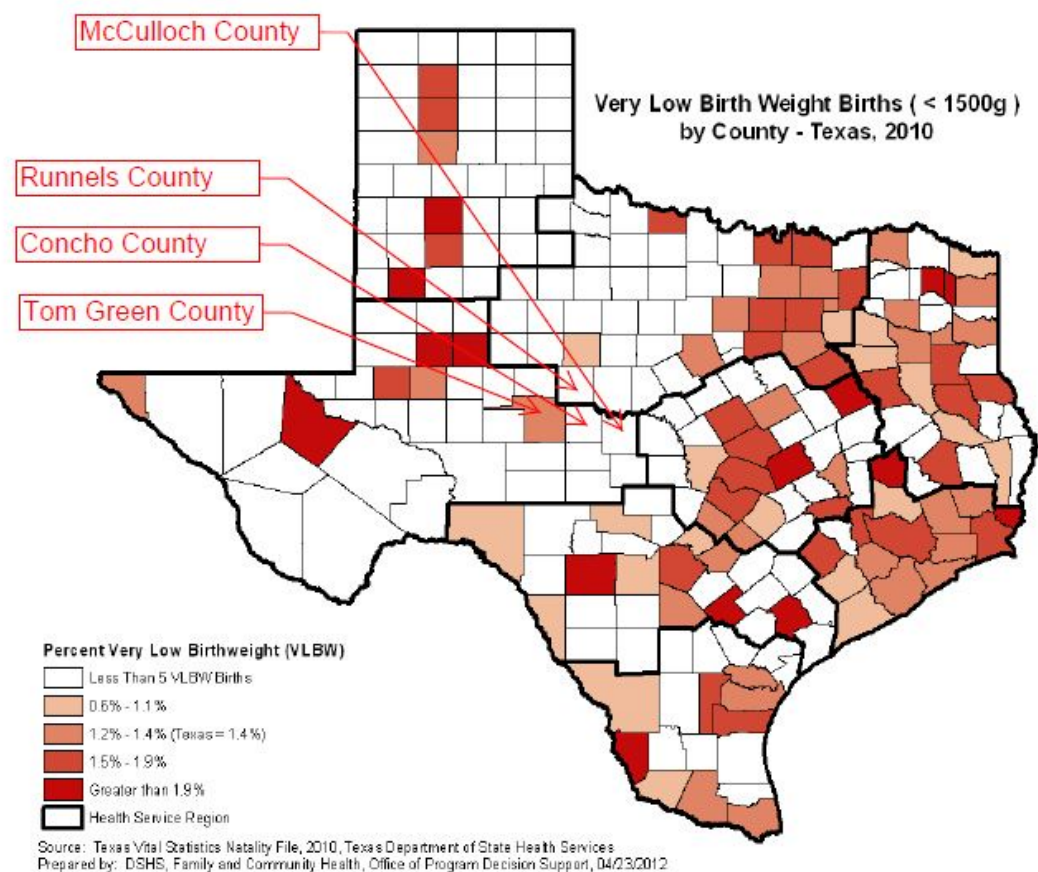 McCulloch County
Very Low Birth Weight Births ( < 1500g )
by County - Texas, 2010
Runnels County
Concho County
Tom Green County
Percent Very Low Birthweight (VLBW)
Less Than 5 VLBW Births
0.6% - 1.1%
1.2% - 1.4% (Texas = 1.4%)
1.5% - 1.9%
Greater than 1.9%
Health Service Region
Source: Texas Vital Statistics Natality File, 2010, Texas Department of State Health Services
Prepared by: DSHS, Family and Community Health, Office of Program Decision Support, 04/23/2012